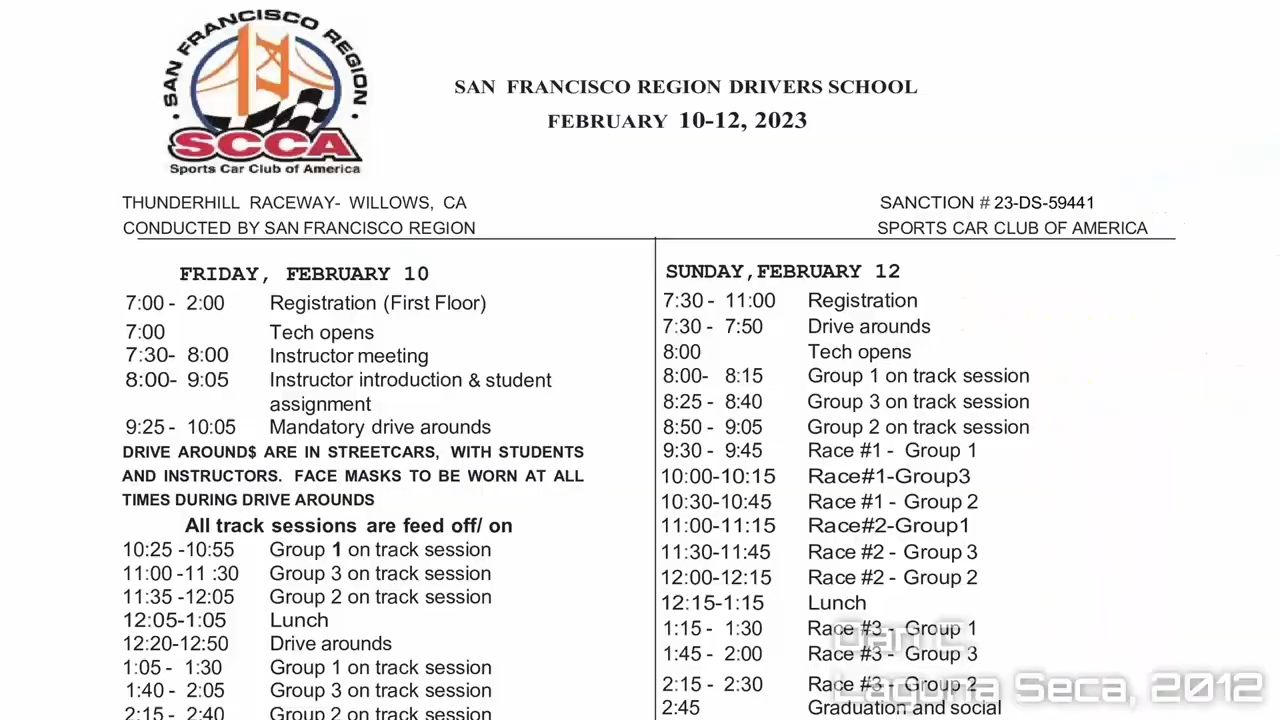 SAN FRANCISCO REGION
SCCA
Sports Car Club of America
SAN FRANCISCO REGION DRIVERS SCHOOL
FEBRUARY 10-12, 2023
THUNDERHILL RACEWAY- WILLOWS, CA
CONDUCTED BY SAN FRANCISCO REGION
SANCTION # 23-DS-59441
SPORTS CAR CLUB OF AMERICA
FRIDAY, FEBRUARY 10
7:00 - 2:00 Registration (First Floor)
7:00 Tech opens
7:30- 8:00 Instructor meeting
8:00- 9:05 Instructor introduction & student
assignment
9:25 - 10:05 Mandatory drive arounds
DRIVE AROUND$ ARE IN STREETCARS, WITH STUDENTS
AND INSTRUCTORS. FACE MASKS TO BE WORN AT ALL
TIMES DURING DRIVE AROUNDS
All track sessions are feed off/ on
10:25 -10:55 Group 1 on track session
11:00 -11 :30 Group 3 on track session
11:35 -12:05 Group 2 on track session
12:05-1:05 Lunch
12:20-12:50 Drive arounds
1:05 - 1:30 Group 1 on track session
1:40 - 2:05 Group 3 on track session
2:15 - 2:40 Group 2 on track session
SUNDAY,FEBRUARY 12
7:30 - 11:00 Registration
7:30 - 7:50 Drive arounds
8:00 Tech opens
8:00- 8:15 Group 1 on track session
8:25 - 8:40 Group 3 on track session
8:50 - 9:05 Group 2 on track session
9:30 - 9:45 Race #1 - Group 1
10:00-10:15 Race#1-Group3
10:30-10:45 Race #1 - Group 2
11:00-11:15 Race#2-Group1
11:30-11:45 Race #2 - Group 3
12:00-12:15 Race #2 - Group 2
12:15-1:15 Lunch
1:15 - 1:30 Race #3 - Group 1
1:45 - 2:00 Race #3 - Group 3
2:15 - 2:30 Race #3 - Group 2
2:45 Graduation and social
Laguna Seca, 2012